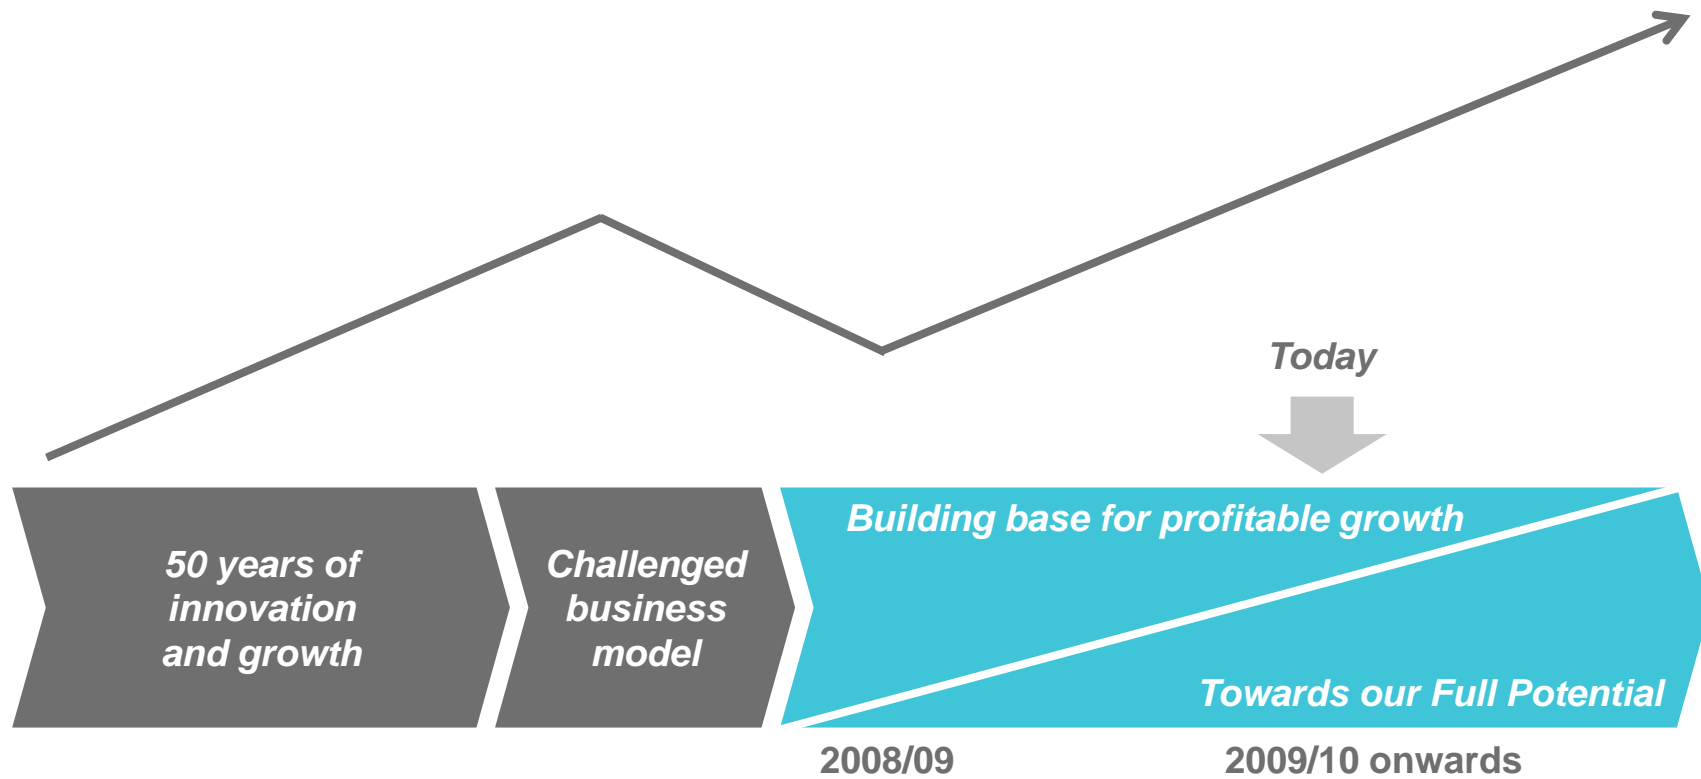 Today
50 years of
innovation
and growth
Challenged
business
model
Building base for profitable growth
Towards our Full Potential
2008/09
2009/10 onwards